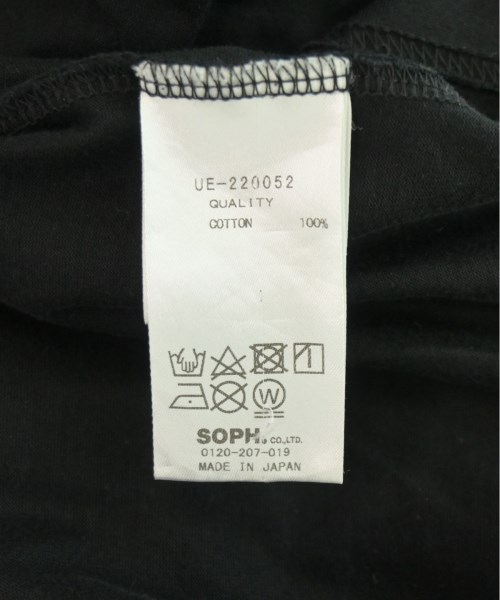 UE-220052
QUALITY
COTTON 100%
W
SOPH. CO.,LTD.
0120-207-019
MADE IN JAPAN